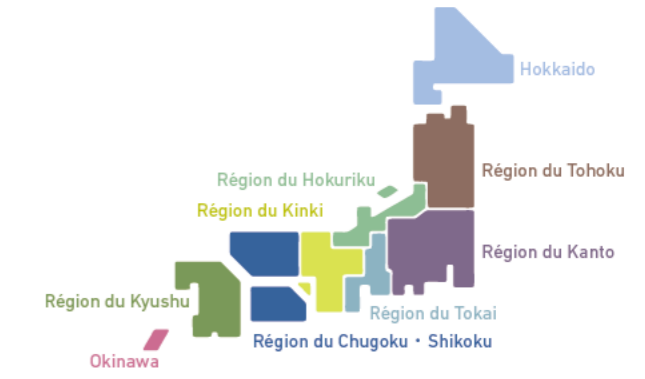 Hokkaido
Région du Tohoku
Région du Hokuriku
Région du Kinki
Région du Kanto
Région du Kyushu
Région du Tokai
Région du Chugoku・Shikoku
Okinawa